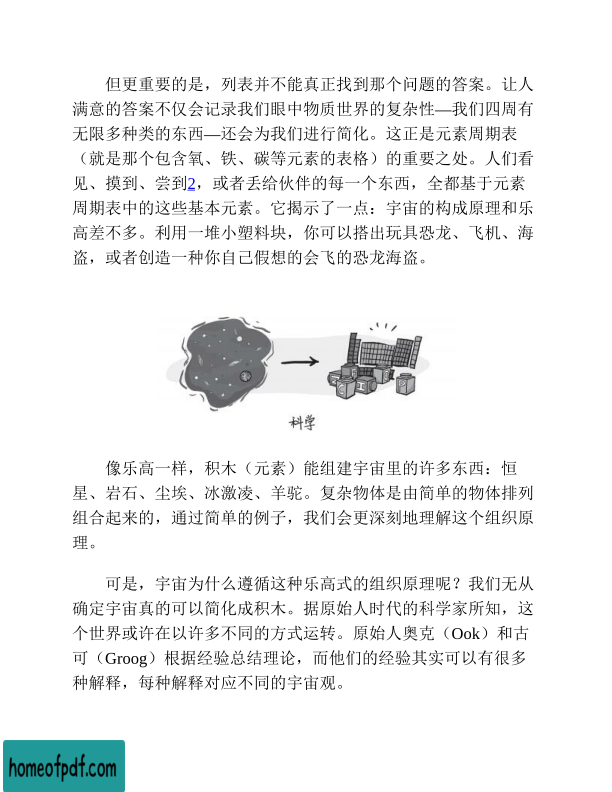 但更重要的是，列表并不能真正找到那个问题的答案。让人
满意的答案不仅会记录我们眼中物质世界的复杂性—我们四周有
无限多种类的东西—还会为我们进行简化。这正是元素周期表
（就是那个包含氧、铁、碳等元素的表格）的重要之处。人们看
见、摸到、尝到2，或者丢给伙伴的每一个东西，全都基于元素
周期表中的这些基本元素。它揭示了一点：宇宙的构成原理和乐
高差不多。利用一堆小塑料块，你可以搭出玩具恐龙、飞机、海
盗，或者创造一种你自己假想的会飞的恐龙海盗。
科学
像乐高一样，积木（元素）能组建宇宙里的许多东西：恒
星、岩石、尘埃、冰激凌、羊驼。复杂物体是由简单的物体排列
组合起来的，通过简单的例子，我们会更深刻地理解这个组织原
理。
可是，宇宙为什么遵循这种乐高式的组织原理呢？我们无从
确定宇宙真的可以简化成积木。据原始人时代的科学家所知，这
个世界或许在以许多不同的方式运转。原始人奥克（Ook）和古
可（Groog）根据经验总结理论，而他们的经验其实可以有很多
种解释，每种解释对应不同的宇宙观。
homeofpdf.com